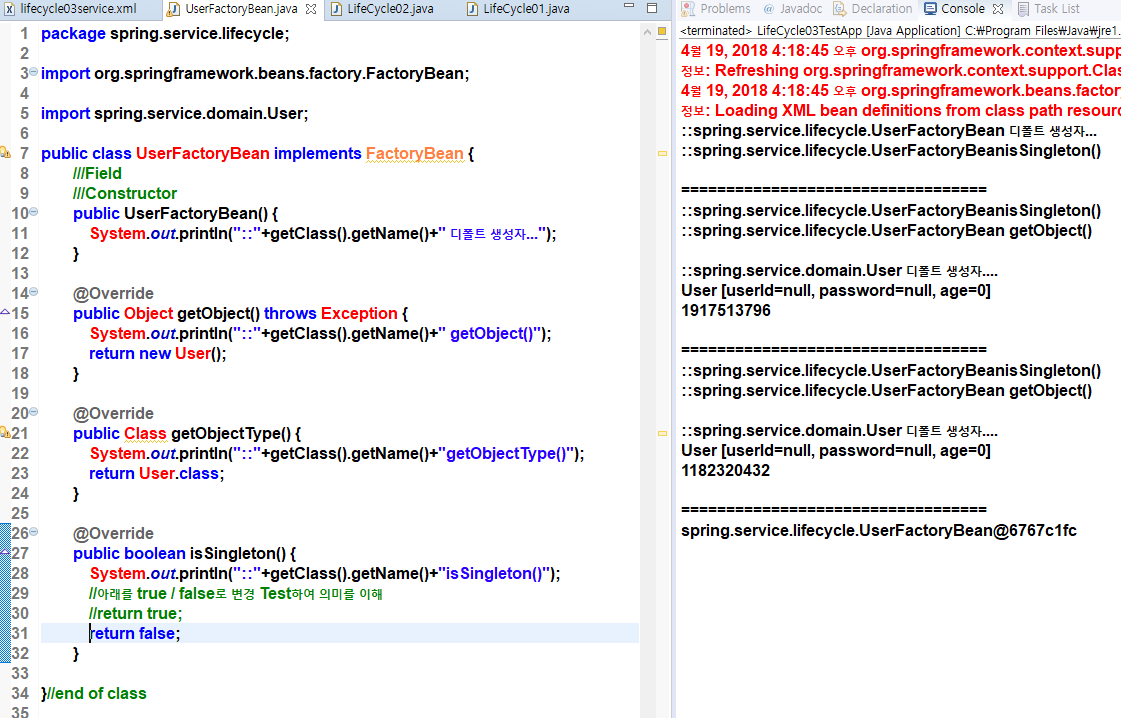 lifecycle03service.xml UserFactoryBean.java LifeCycle02.java LifeCycle01.java
1 package spring.service.lifecycle;
2
3 import org.springframework.beans.factory.FactoryBean;
4
5 import spring.service.domain.User;
6
7 public class UserFactoryBean implements FactoryBean {
8 ///Field
9 ///Constructor
10 public UserFactoryBean() {
11 System.out.println("::"+getClass().getName()+" 디폴트 생성자...");
12 }
13
14 @Override
15 public Object getObject() throws Exception {
16 System.out.println("::"+getClass().getName()+" getObject()");
17 return new User();
18 }
19
20 @Override
21 public Class getObjectType() {
22 System.out.println("::"+getClass().getName()+"getObjectType()");
23 return User.class;
24 }
25
26 @Override
27 public boolean isSingleton() {
28 System.out.println("::"+getClass().getName()+"isSingleton()");
29 //아래를 true / false로 변경 Test하여 의미를 이해
30 //return true;
31 return false;
32 }
33
34 }//end of class
35
Problems @ Javadoc Declaration Console Task List
<terminated> LifeCycle03TestApp [Java Application] C:₩Program Files₩Java₩jre1.
4월 19, 2018 4:18:45 오후 org.springframework.context.supp
정보: Refreshing org.springframework.context.support.Clas
4월 19, 2018 4:18:45 오후 org.springframework.beans.factory
정보: Loading XML bean definitions from class path resourc
::spring.service.lifecycle.UserFactoryBean 디폴트 생성자...
::spring.service.lifecycle.UserFactoryBeanisSingleton()
==================================
::spring.service.lifecycle.UserFactoryBeanisSingleton()
::spring.service.lifecycle.UserFactoryBean getObject()
::spring.service.domain.User 디폴트 생성자....
User [userId=null, password=null, age=0]
1917513796
==================================
::spring.service.lifecycle.UserFactoryBeanisSingleton()
::spring.service.lifecycle.UserFactoryBean getObject()
::spring.service.domain.User 디폴트 생성자....
User [userId=null, password=null, age=0]
1182320432
==================================
spring.service.lifecycle.UserFactoryBean@6767c1fc